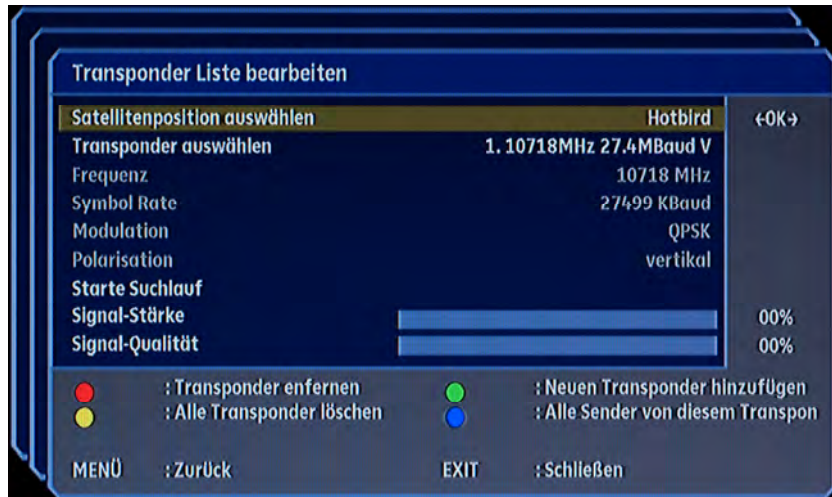 Transponder Liste bearbeiten
Satellitenposition auswählen Hotbird ←OK→
Transponder auswählen 1. 10718MHz 27.4MBaud V
Frequenz 10718 MHz
Symbol Rate 27499 KBaud
Modulation QPSK
Polarisation vertikal
Starte Suchlauf
Signal-Stärke 00%
Signal-Qualität 00%
: Transponder enfernen : Neuen Transponder hinzufügen
: Alle Transponder löschen : Alle Sender von diesem Transpon
MENÜ : Zurück EXIT : Schließen